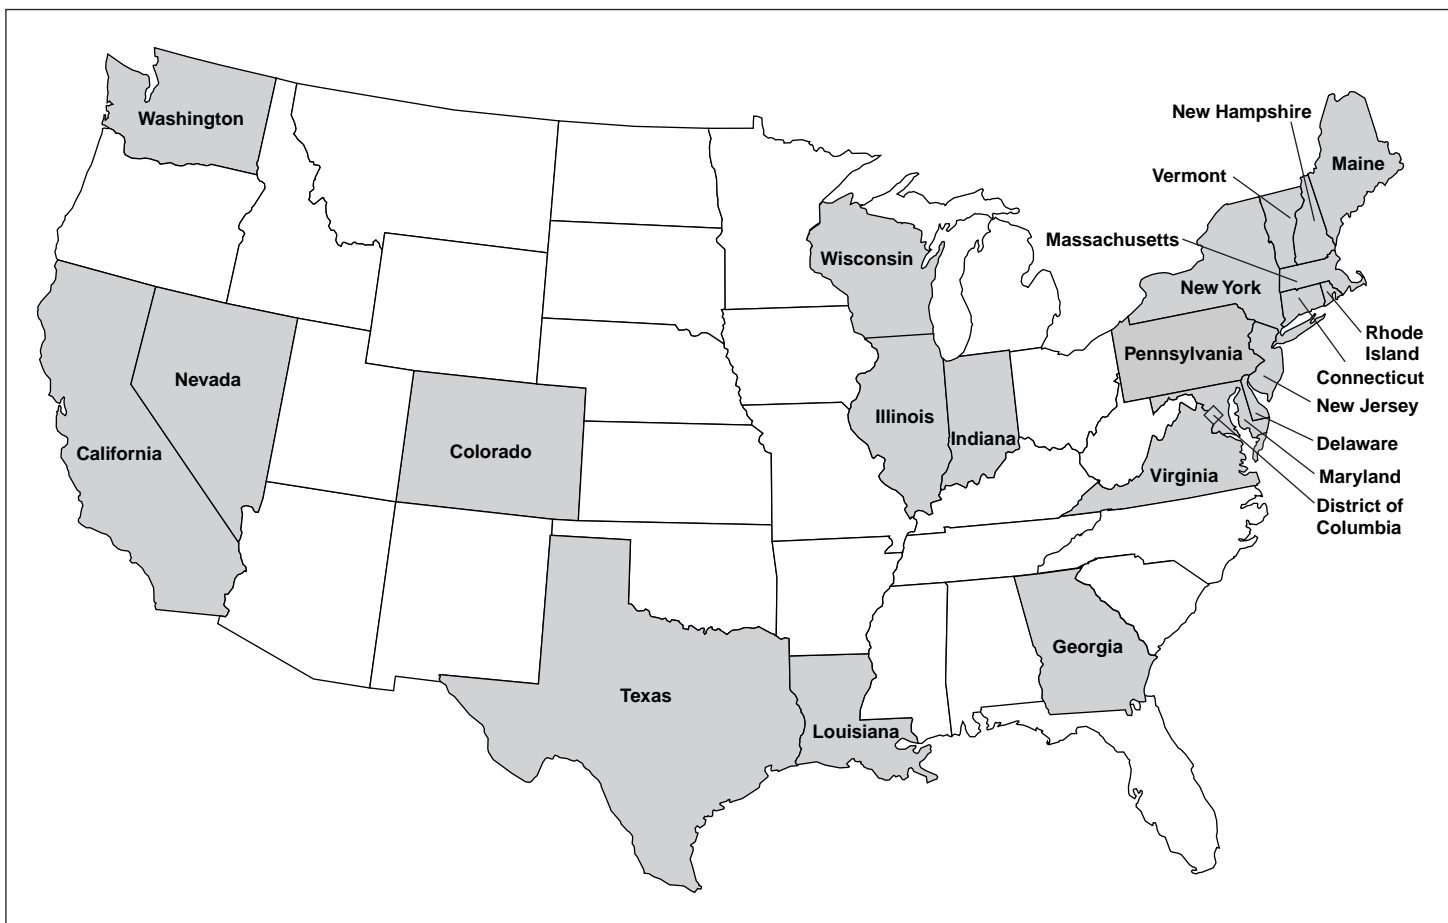 New Hampshire
Washington
Maine
Vermont
Massachusetts
Wisconsin
New York
Rhode
Island
Pennsylvania
Connecticut
Nevada
New Jersey
Illinois
Indiana
Delaware
Colorado
California
Virginia
Maryland
District of
Columbia
Georgia
Texas
Louisiana